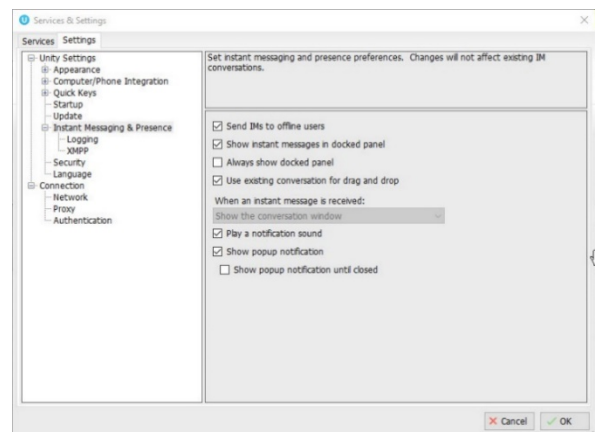 Services & Settings
Services Settings
Unity Settings
Appearance
Computer/Phone Integration
Quick Keys
Startup
Update
Instant Messaging & Presence
Logging
XMPP
Security
Language
Connection
Network
Proxy
Authentication
Set instant messaging and presence preferences. Changes will not affect existing IM
conversations.
Send IMs to offline users
Show instant messages in docked panel
Always show docked panel
Use existing conversation for drag and drop
When an instant message is received:
Show the conversation window
Play a notification sound
Show popup notification
Show popup notification until closed
Cancel OK